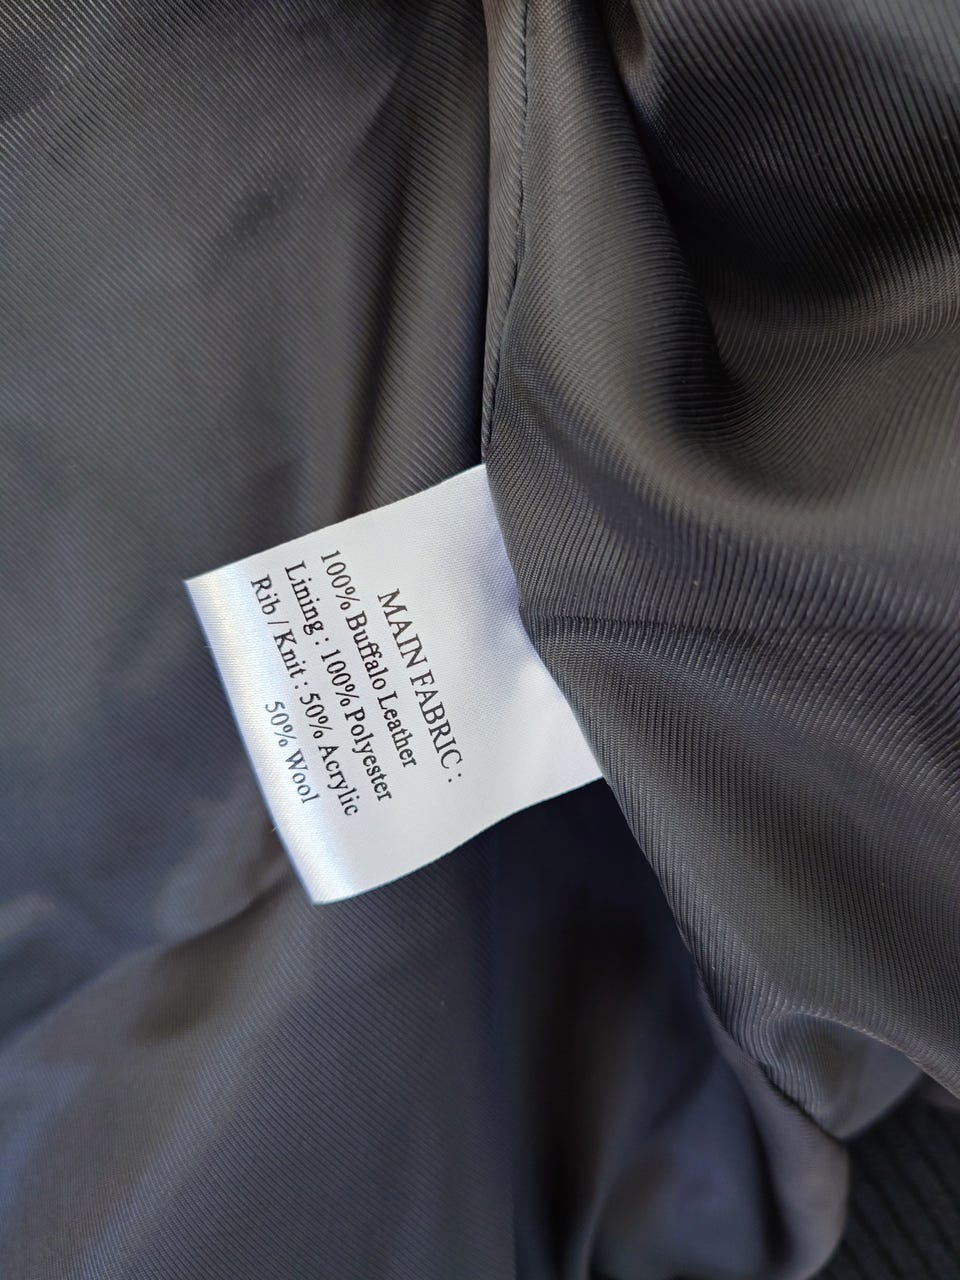 MAIN FABRIC :
100% Buffalo Leather
Lining : 100% Polyester
Rib / Knit : 50% Acrylic
50% Wool